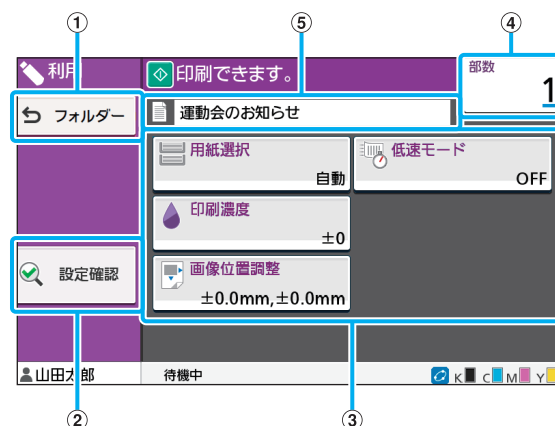 ① ⑤ ④
利用
印刷できます。
部数
1
フォルダー
運動会のお知らせ
用紙選択
自動
低速モード
OFF
印刷濃度
±0
設定確認
画像位置調整
±0.0mm,±0.0mm
山田太郎
待機中
K C M Y
② ③